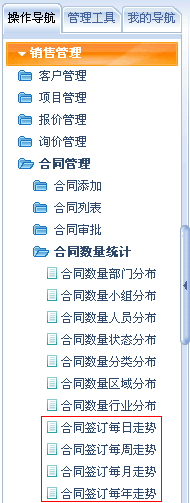 操作导航 管理工具 我的导航
销售管理
客户管理
项目管理
报价管理
询价管理
合同管理
合同添加
合同列表
合同审批
合同数量统计
合同数量部门分布
合同数量小组分布
合同数量人员分布
合同数量状态分布
合同数量分类分布
合同数量区域分布
合同数量行业分布
合同签订每日走势
合同签订每周走势
合同签订每月走势
合同签订每年走势